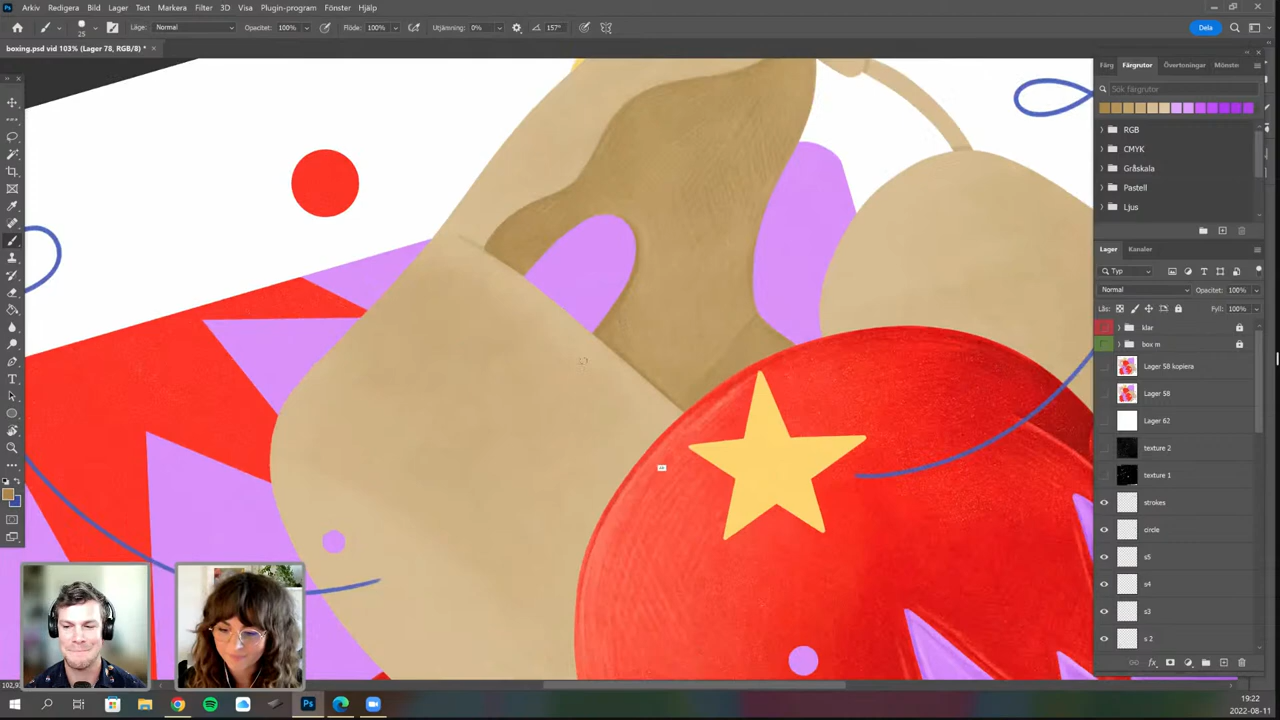 Arkiv Redigera Bild Lager Text Markera Filter 3D Visa Plugin-program Fönster Hjälp
25 Läge: Normal Opacitet: 100% Flöde: 100% Utjämning: 0% 157° Dela
boxing.psd vid 103% (Lager 78, RGB/8) * ×
Färg Färgrutor Övertoningar Mönste
Sök färgrutor
RGB
CMYK
Gråskala
Pastell
Ljus
Lager Kanaler
Typ
Normal Opacitet: 100%
Lås: Fyll: 100%
klar
box m
Lager 58 kopiera
Lager 58
Lager 62
texture 2
texture 1
strokes
circle
s5
s4
s3
s 2
fx
19:22
2022-08-11